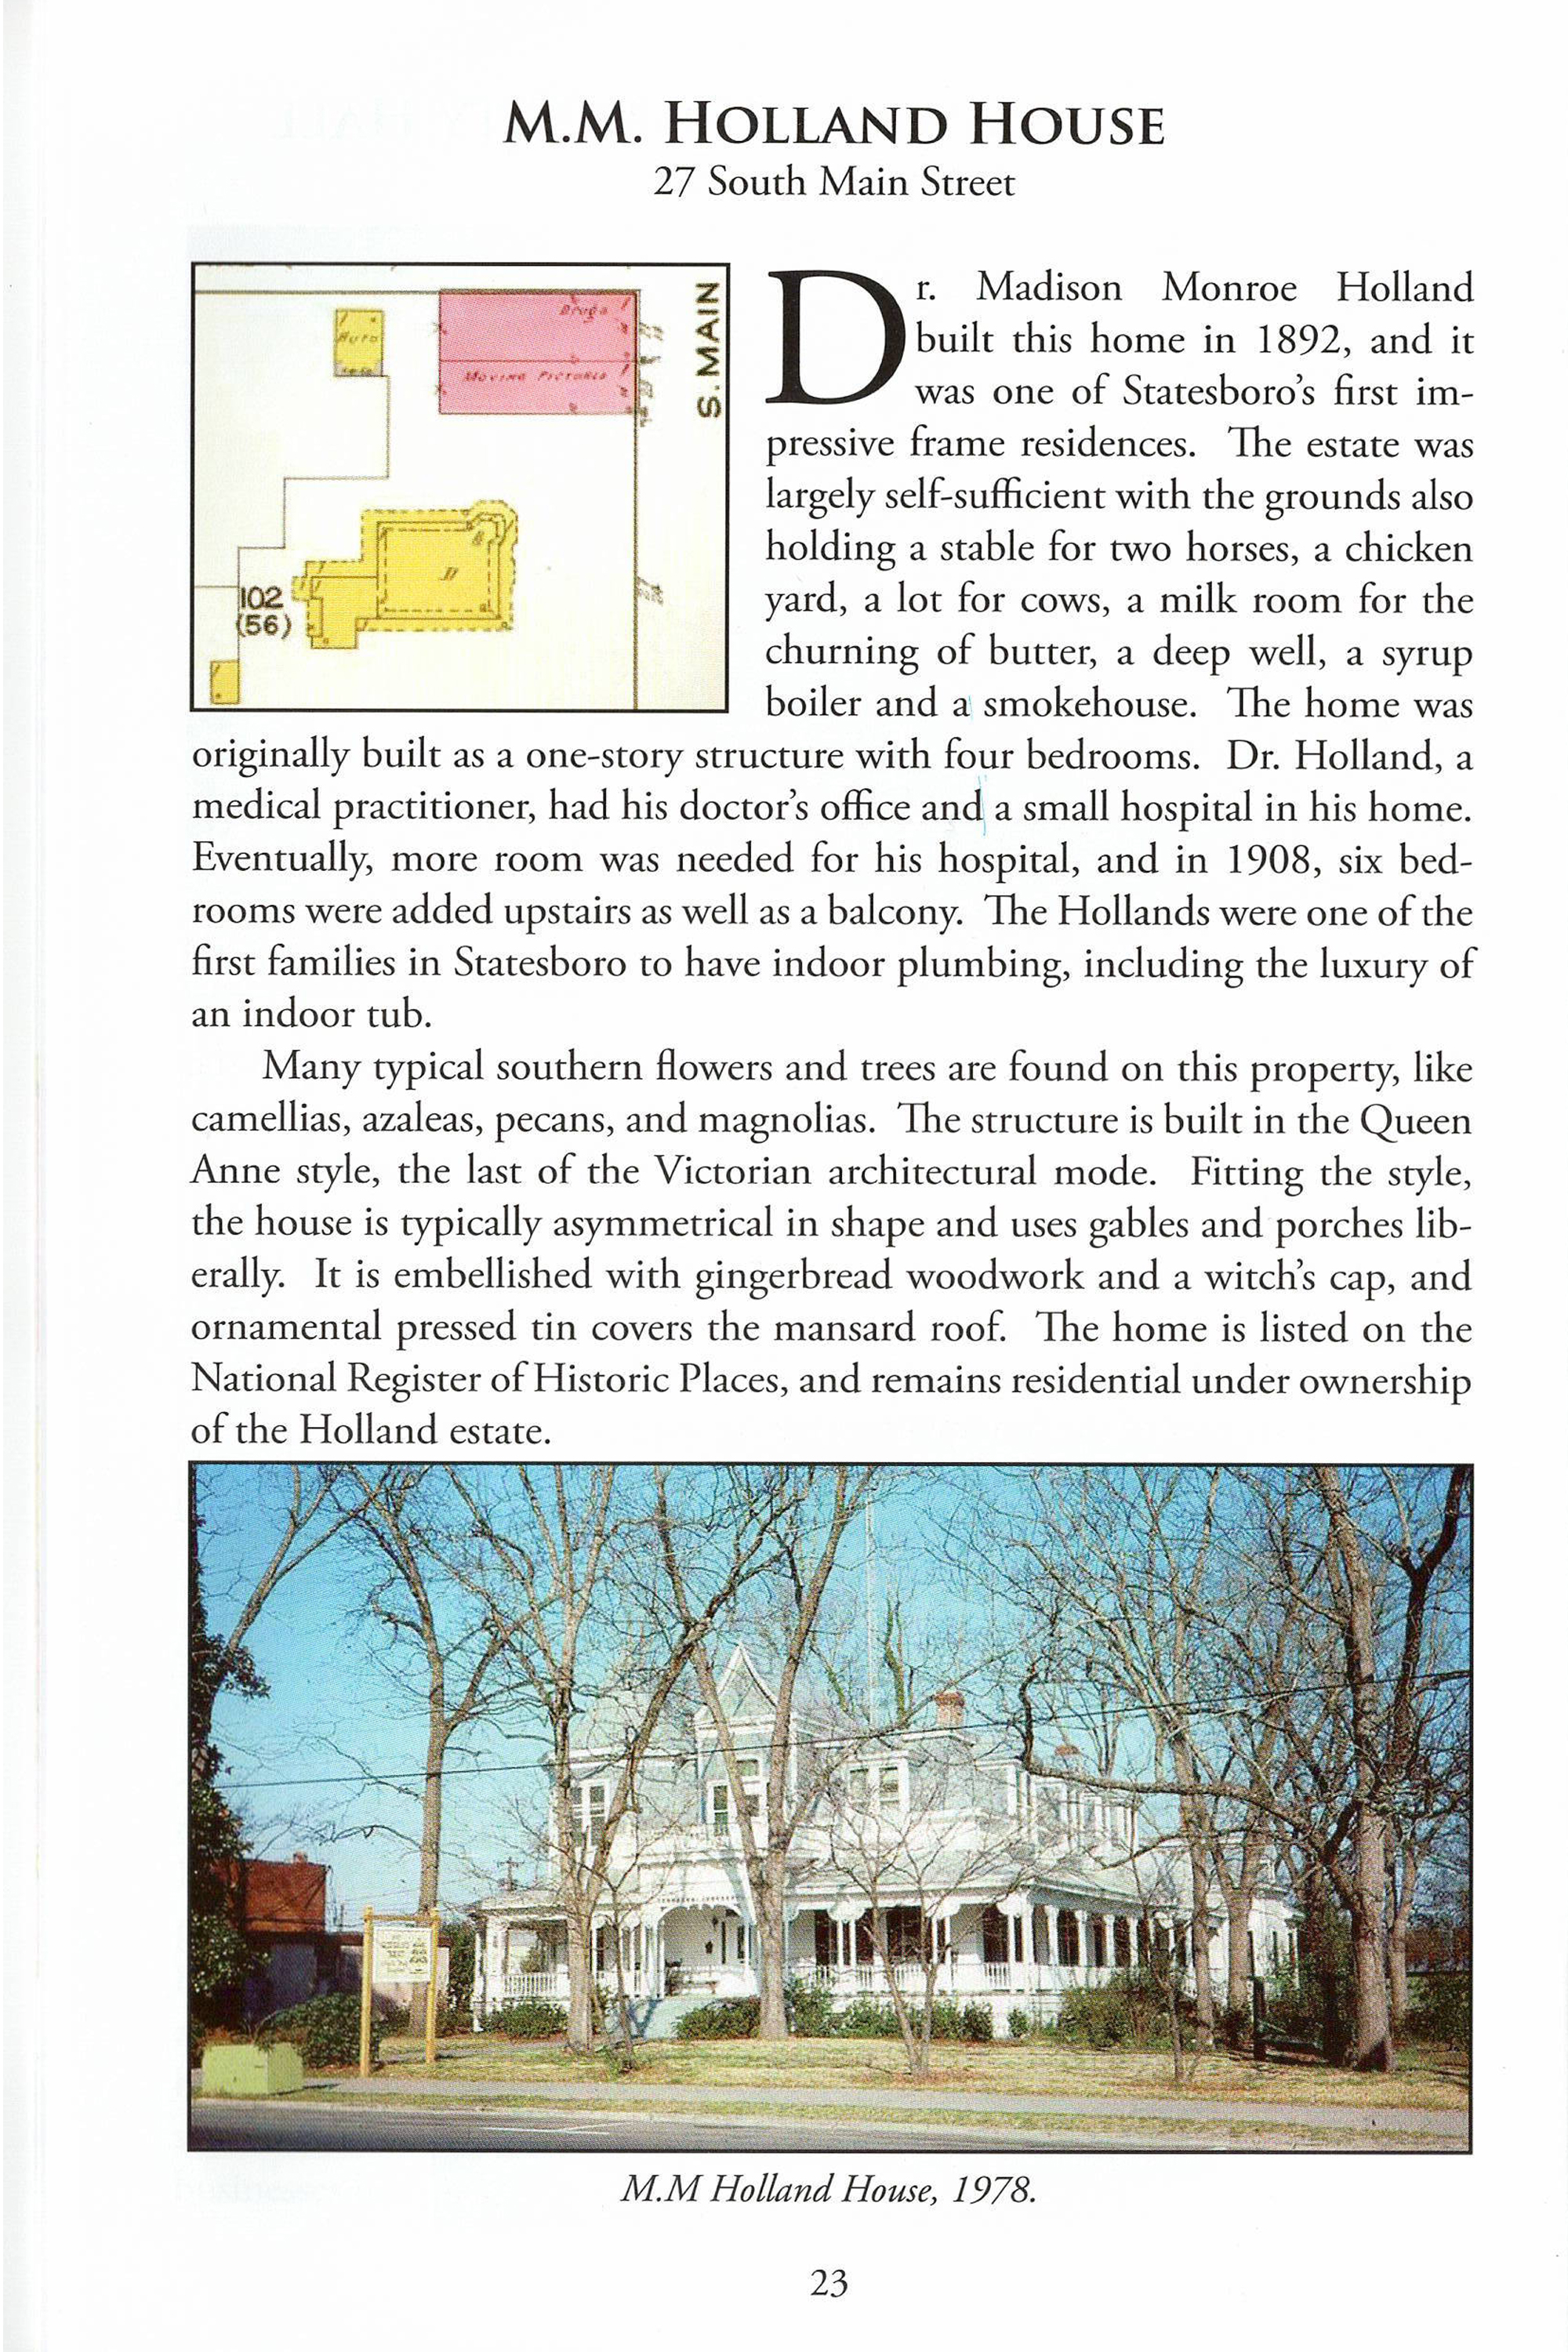 M.M. HOLLAND HOUSE
27 South Main Street
Drugs
Auto
Moving Pictures
S. MAIN
D
102
(56)
Dr. Madison Monroe Holland
built this home in 1892, and it
was one of Statesboro's first im-
pressive frame residences. The estate was
largely self-sufficient with the grounds also
holding a stable for two horses, a chicken
yard, a lot for cows, a milk room for the
churning of butter, a deep well, a syrup
boiler and a smokehouse. The home was
originally built as a one-story structure with four bedrooms. Dr. Holland, a
medical practitioner, had his doctor's office and a small hospital in his home.
Eventually, more room was needed for his hospital, and in 1908, six bed-
rooms were added upstairs as well as a balcony. The Hollands were one of the
first families in Statesboro to have indoor plumbing, including the luxury of
an indoor tub.
Many typical southern flowers and trees are found on this property, like
camellias, azaleas, pecans, and magnolias. The structure is built in the Queen
Anne style, the last of the Victorian architectural mode. Fitting the style,
the house is typically asymmetrical in shape and uses gables and porches lib-
erally. It is embellished with gingerbread woodwork and a witch's cap, and
ornamental pressed tin covers the mansard roof. The home is listed on the
National Register of Historic Places, and remains residential under ownership
of the Holland estate.
M.M Holland House, 1978.
23